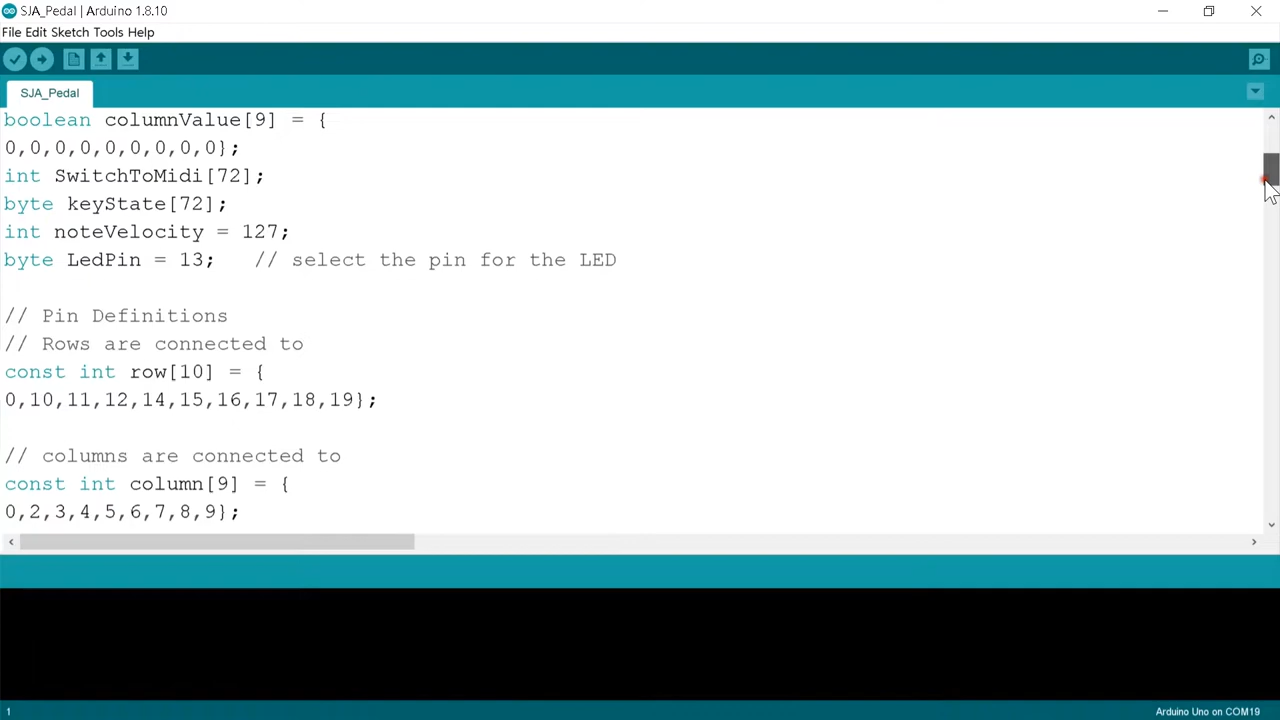 SJA_Pedal | Arduino 1.8.10
File Edit Sketch Tools Help
SJA_Pedal
boolean columnValue[9] = {
0,0,0,0,0,0,0,0,0};
int SwitchToMidi[72];
byte keyState[72];
int noteVelocity = 127;
byte LedPin = 13;   // select the pin for the LED
// Pin Definitions
// Rows are connected to
const int row[10] = {
0,10,11,12,14,15,16,17,18,19};
// columns are connected to
const int column[9] = {
0,2,3,4,5,6,7,8,9};
1
Arduino Uno on COM19